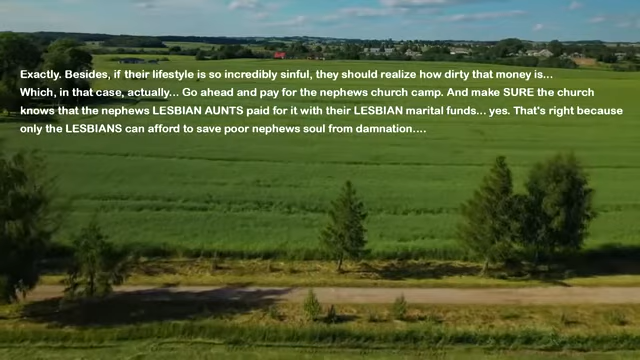 Exactly. Besides, if their lifestyle is so incredibly sinful, they should realize how dirty that money is...
Which, in that case, actually... Go ahead and pay for the nephews church camp. And make SURE the church
knows that the nephews LESBIAN AUNTS paid for it with their LESBIAN marital funds... yes. That's right because
only the LESBIANS can afford to save poor nephews soul from damnation....